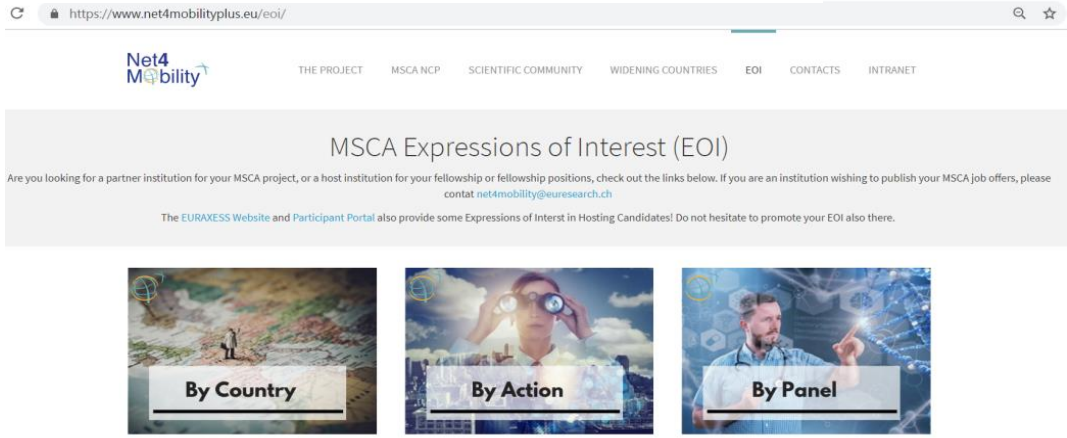 https://www.net4mobilityplus.eu/eoi/
Net4
Mobility
THE PROJECT MSCA NCP SCIENTIFIC COMMUNITY WIDENING COUNTRIES EOI CONTACTS INTRANET
MSCA Expressions of Interest (EOI)
Are you looking for a partner institution for your MSCA project, or a host institution for your fellowship or fellowship positions, check out the links below. If you are an institution wishing to publish your MSCA job offers, please
contat net4mobility@euresearch.ch
The EURAXESS Website and Participant Portal also provide some Expressions of Interst in Hosting Candidates! Do not hesitate to promote your EOI also there.
By Country
By Action
By Panel